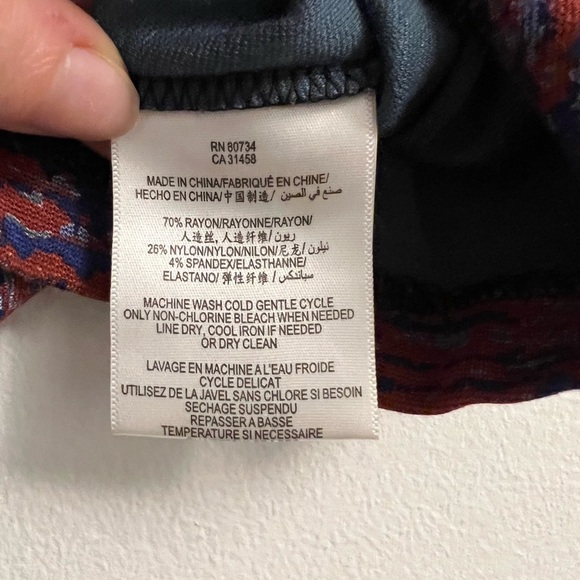 RN 80734
CA 31458
MADE IN CHINA/FABRIQUÉ EN CHINE/
HECHO EN CHINA/中国制造/ صنع في الصين
70% RAYON/RAYONNE/RAYON/
人造丝, 人造纤维/ ريون/
26% NYLON/NYLON/NILON/尼龙/ نيلون/
4% SPANDEX/ELASTHANNE/
ELASTANO/ 弹性纤维/ سباندكس
MACHINE WASH COLD GENTLE CYCLE
ONLY NON-CHLORINE BLEACH WHEN NEEDED
LINE DRY, COOL IRON IF NEEDED
OR DRY CLEAN
LAVAGE EN MACHINE A L'EAU FROIDE
CYCLE DELICAT
UTILISEZ DE LA JAVEL SANS CHLORE SI BESOIN
SECHAGE SUSPENDU
REPASSER A BASSE
TEMPERATURE SI NECESSAIRE